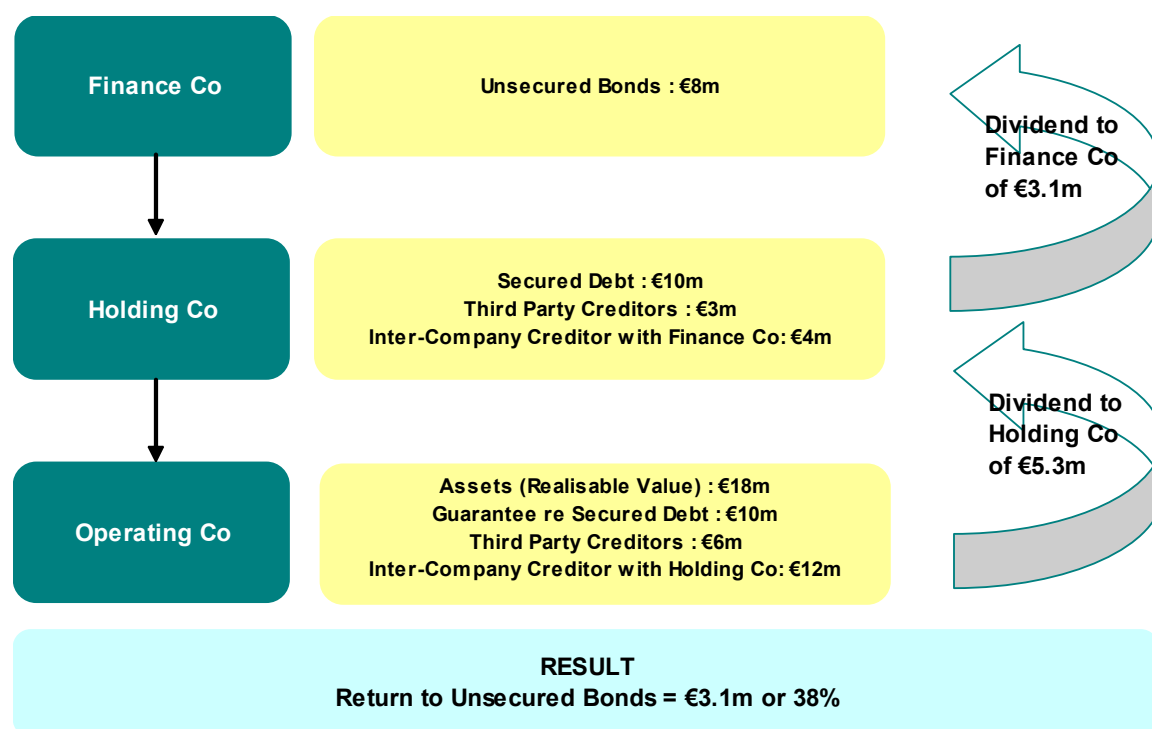 Finance Co
Unsecured Bonds : €8m
Dividend to
Finance Co
of €3.1m
Holding Co
Secured Debt : €10m
Third Party Creditors : €3m
Inter-Company Creditor with Finance Co: €4m
Dividend to
Holding Co
of €5.3m
Operating Co
Assets (Realisable Value) : €18m
Guarantee re Secured Debt : €10m
Third Party Creditors : €6m
Inter-Company Creditor with Holding Co: €12m
RESULT
Return to Unsecured Bonds = €3.1m or 38%